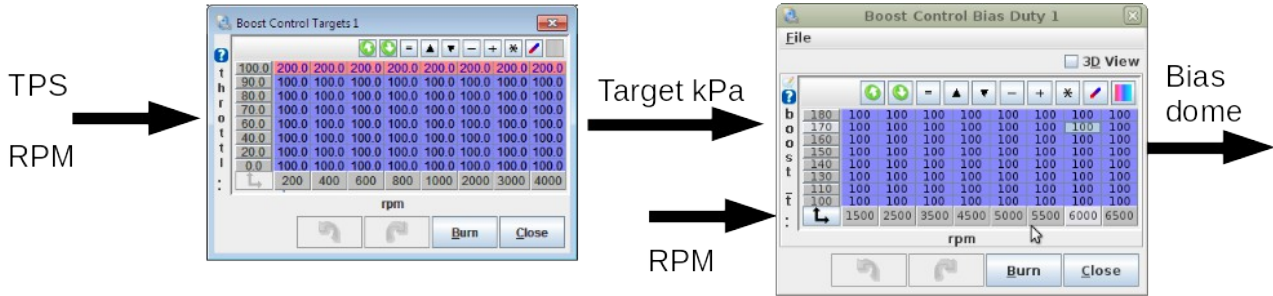 TPS
RPM
Boost Control Targets 1
= ▲ ▼ − + *
throttl:
100.0 200.0 200.0 200.0 200.0 200.0 200.0 200.0 200.0
90.0 100.0 100.0 100.0 100.0 100.0 100.0 100.0 100.0
80.0 100.0 100.0 100.0 100.0 100.0 100.0 100.0 100.0
70.0 100.0 100.0 100.0 100.0 100.0 100.0 100.0 100.0
60.0 100.0 100.0 100.0 100.0 100.0 100.0 100.0 100.0
40.0 100.0 100.0 100.0 100.0 100.0 100.0 100.0 100.0
20.0 100.0 100.0 100.0 100.0 100.0 100.0 100.0 100.0
0.0 100.0 100.0 100.0 100.0 100.0 100.0 100.0 100.0
200 400 600 800 1000 2000 3000 4000
rpm
Burn Close
Target kPa
RPM
Boost Control Bias Duty 1
File
3D View
= ▲ ▼ − + *
boost_t:
180 100 100 100 100 100 100 100 100
170 100 100 100 100 100 100 100 100
160 100 100 100 100 100 100 100 100
150 100 100 100 100 100 100 100 100
140 100 100 100 100 100 100 100 100
130 100 100 100 100 100 100 100 100
110 100 100 100 100 100 100 100 100
100 100 100 100 100 100 100 100 100
1500 2500 3500 4500 5000 5500 6000 6500
rpm
Burn Close
Bias
dome